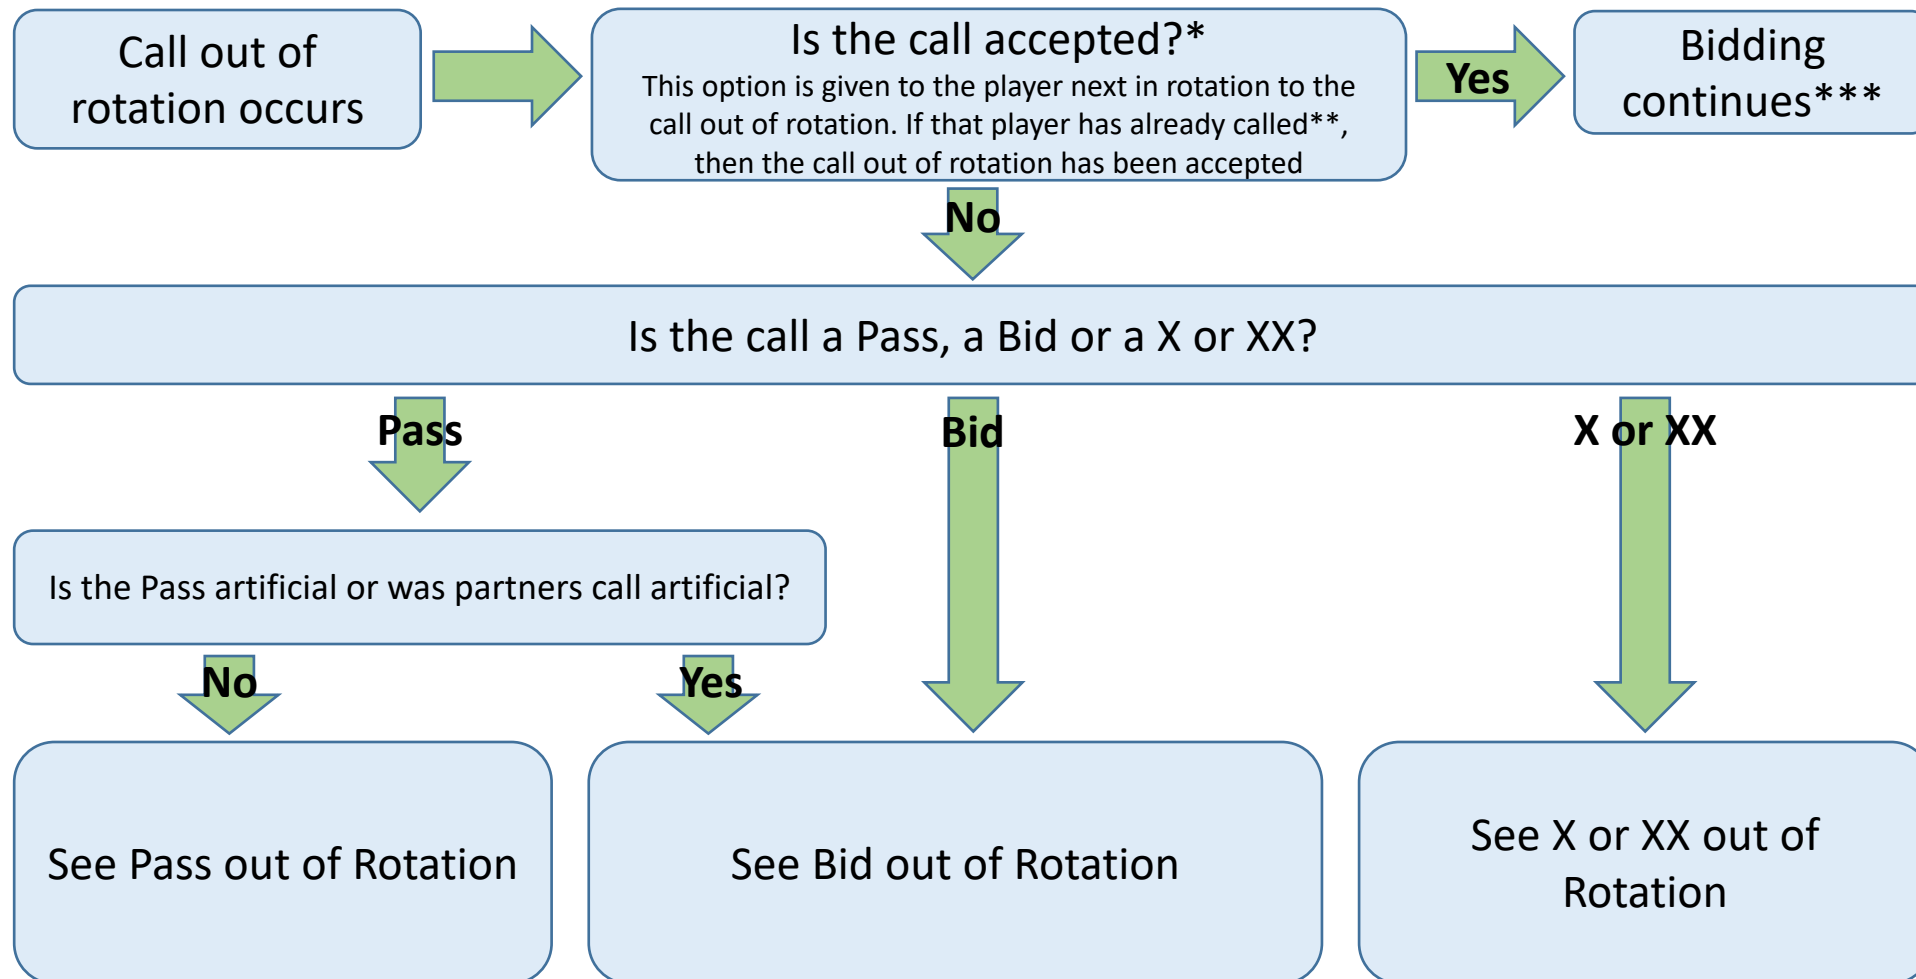 Call out of
rotation occurs
Is the call accepted?*
This option is given to the player next in rotation to the
call out of rotation. If that player has already called**,
then the call out of rotation has been accepted
Yes
Bidding
continues***
No
Is the call a Pass, a Bid or a X or XX?
Pass
Bid
X or XX
Is the Pass artificial or was partners call artificial?
No
Yes
See Pass out of Rotation
See Bid out of Rotation
See X or XX out of
Rotation